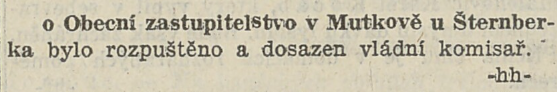 o Obecní zastupitelstvo v Mutkově u Šternber-
ka bylo rozpuštěno a dosazen vládní komisař.
-hh-